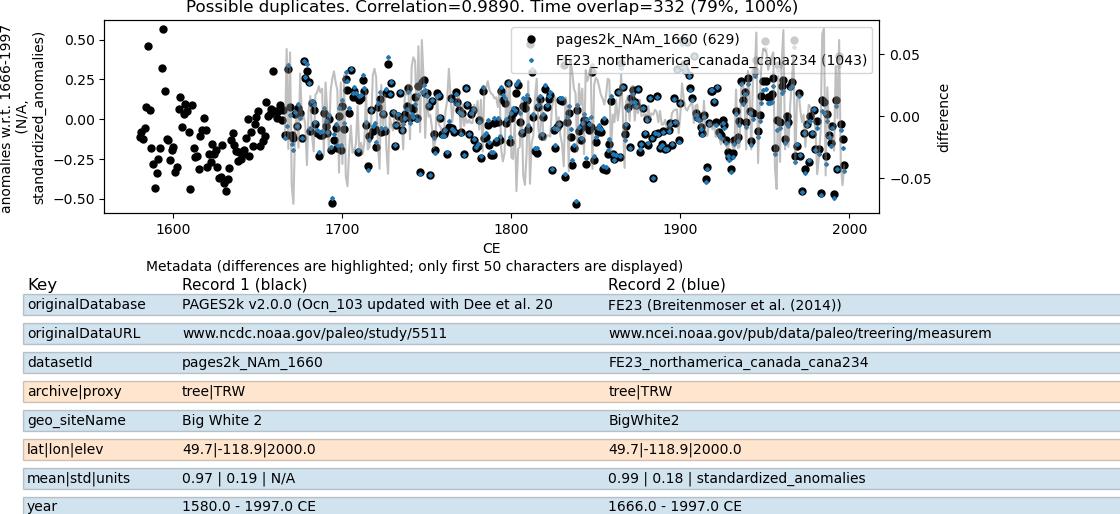 Possible duplicates. Correlation=0.9890. Time overlap=332 (79%, 100%)
anomalies w.r.t. 1666-1997
(N/A,
standardized_anomalies)
0.50
0.25
0.00
−0.25
−0.50
pages2k_NAm_1660 (629)
FE23_northamerica_canada_cana234 (1043)
0.05
0.00
−0.05
difference
1600 1700 1800 1900 2000
CE
Metadata (differences are highlighted; only first 50 characters are displayed)
Key Record 1 (black) Record 2 (blue)
originalDatabase PAGES2k v2.0.0 (Ocn_103 updated with Dee et al. 20 FE23 (Breitenmoser et al. (2014))
originalDataURL www.ncdc.noaa.gov/paleo/study/5511 www.ncei.noaa.gov/pub/data/paleo/treering/measurem
datasetId pages2k_NAm_1660 FE23_northamerica_canada_cana234
archive|proxy tree|TRW tree|TRW
geo_siteName Big White 2 BigWhite2
lat|lon|elev 49.7|-118.9|2000.0 49.7|-118.9|2000.0
mean|std|units 0.97 | 0.19 | N/A 0.99 | 0.18 | standardized_anomalies
year 1580.0 - 1997.0 CE 1666.0 - 1997.0 CE